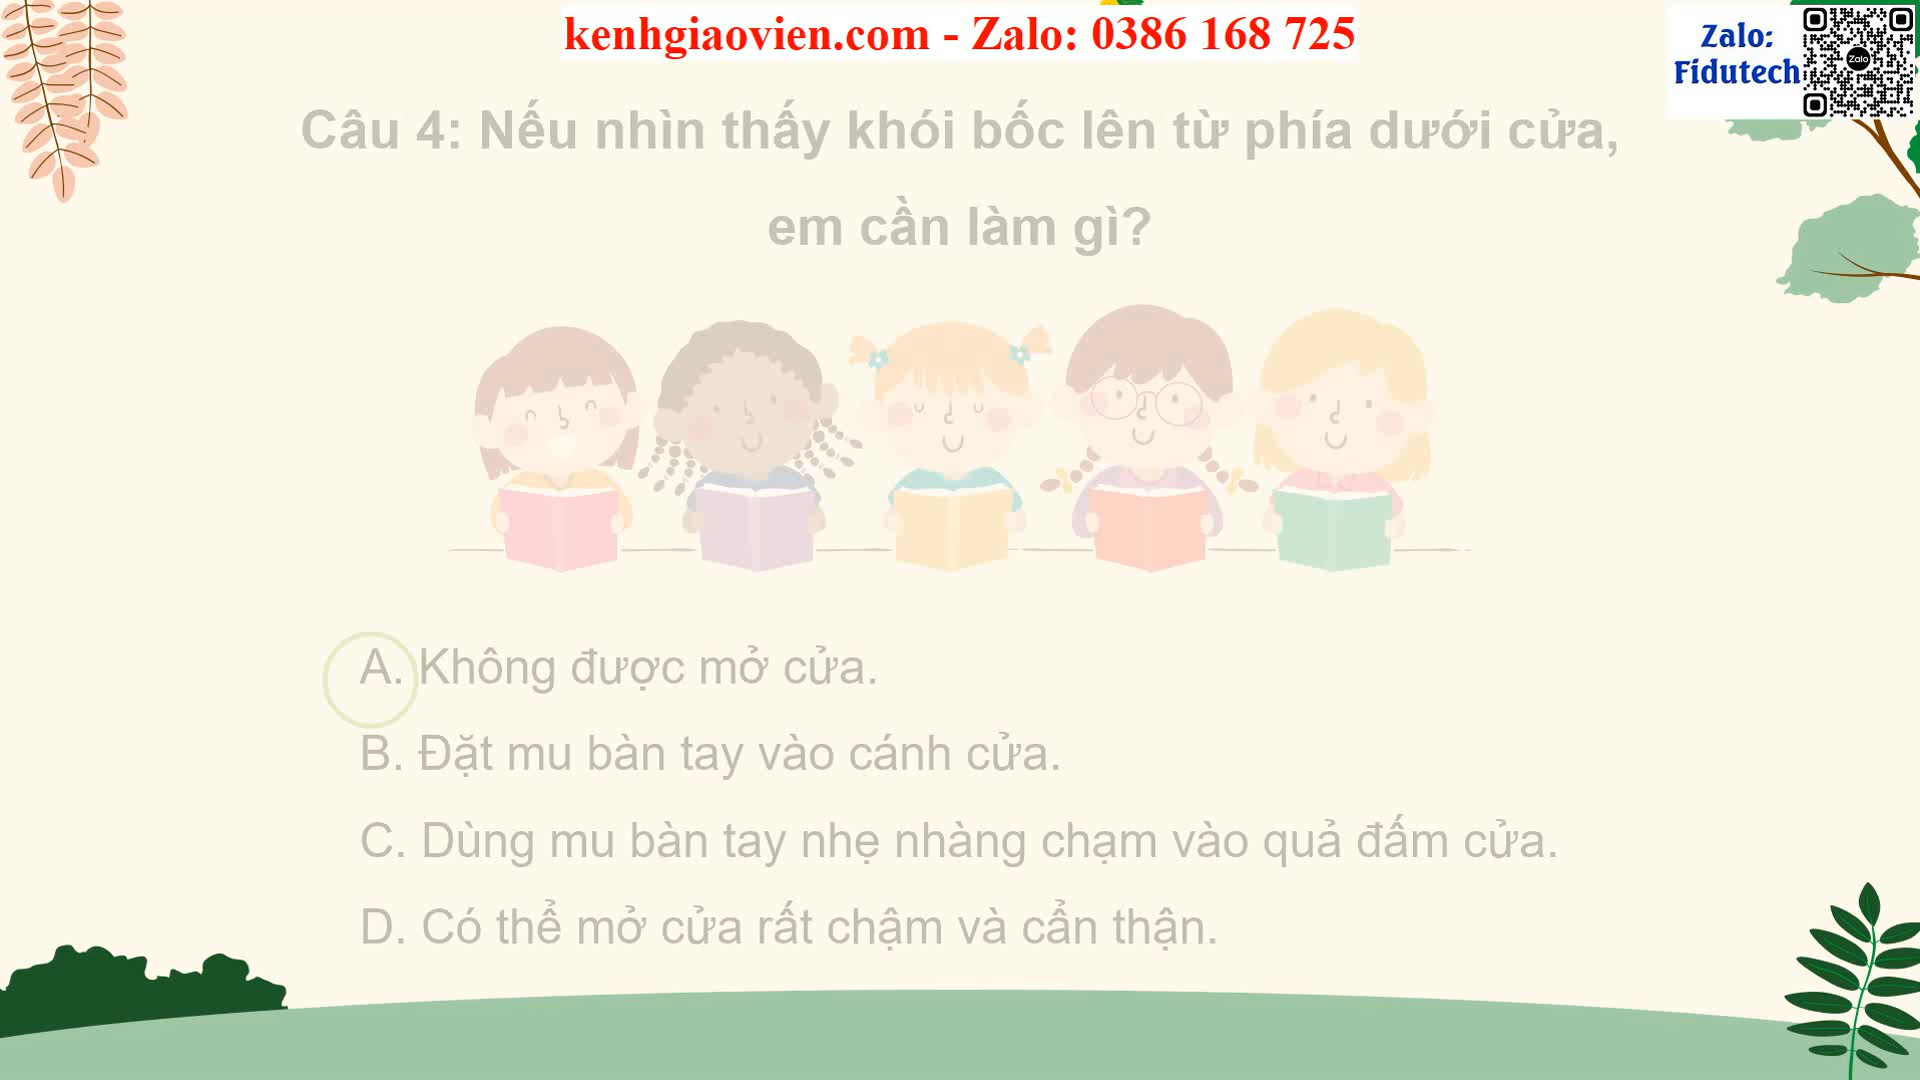 kenhgiaovien.com - Zalo: 0386 168 725
Zalo:
Fidutech
Zalo
Câu 4: Nếu nhìn thấy khói bốc lên từ phía dưới cửa,
em cần làm gì?
A. Không được mở cửa.
B. Đặt mu bàn tay vào cánh cửa.
C. Dùng mu bàn tay nhẹ nhàng chạm vào quả đấm cửa.
D. Có thể mở cửa rất chậm và cẩn thận.